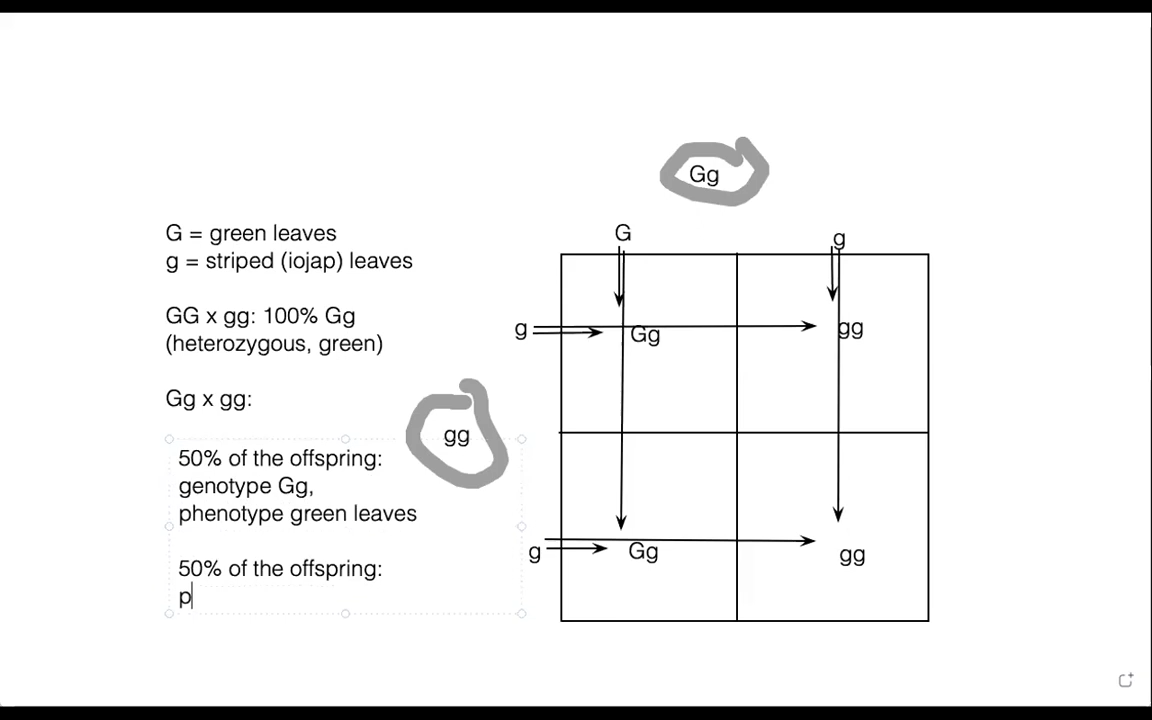 Gg
G = green leaves
g = striped (iojap) leaves
GG x gg: 100% Gg
(heterozygous, green)
Gg x gg:
gg
50% of the offspring:
genotype Gg,
phenotype green leaves
50% of the offspring:
p
G g
g Gg gg
g Gg gg